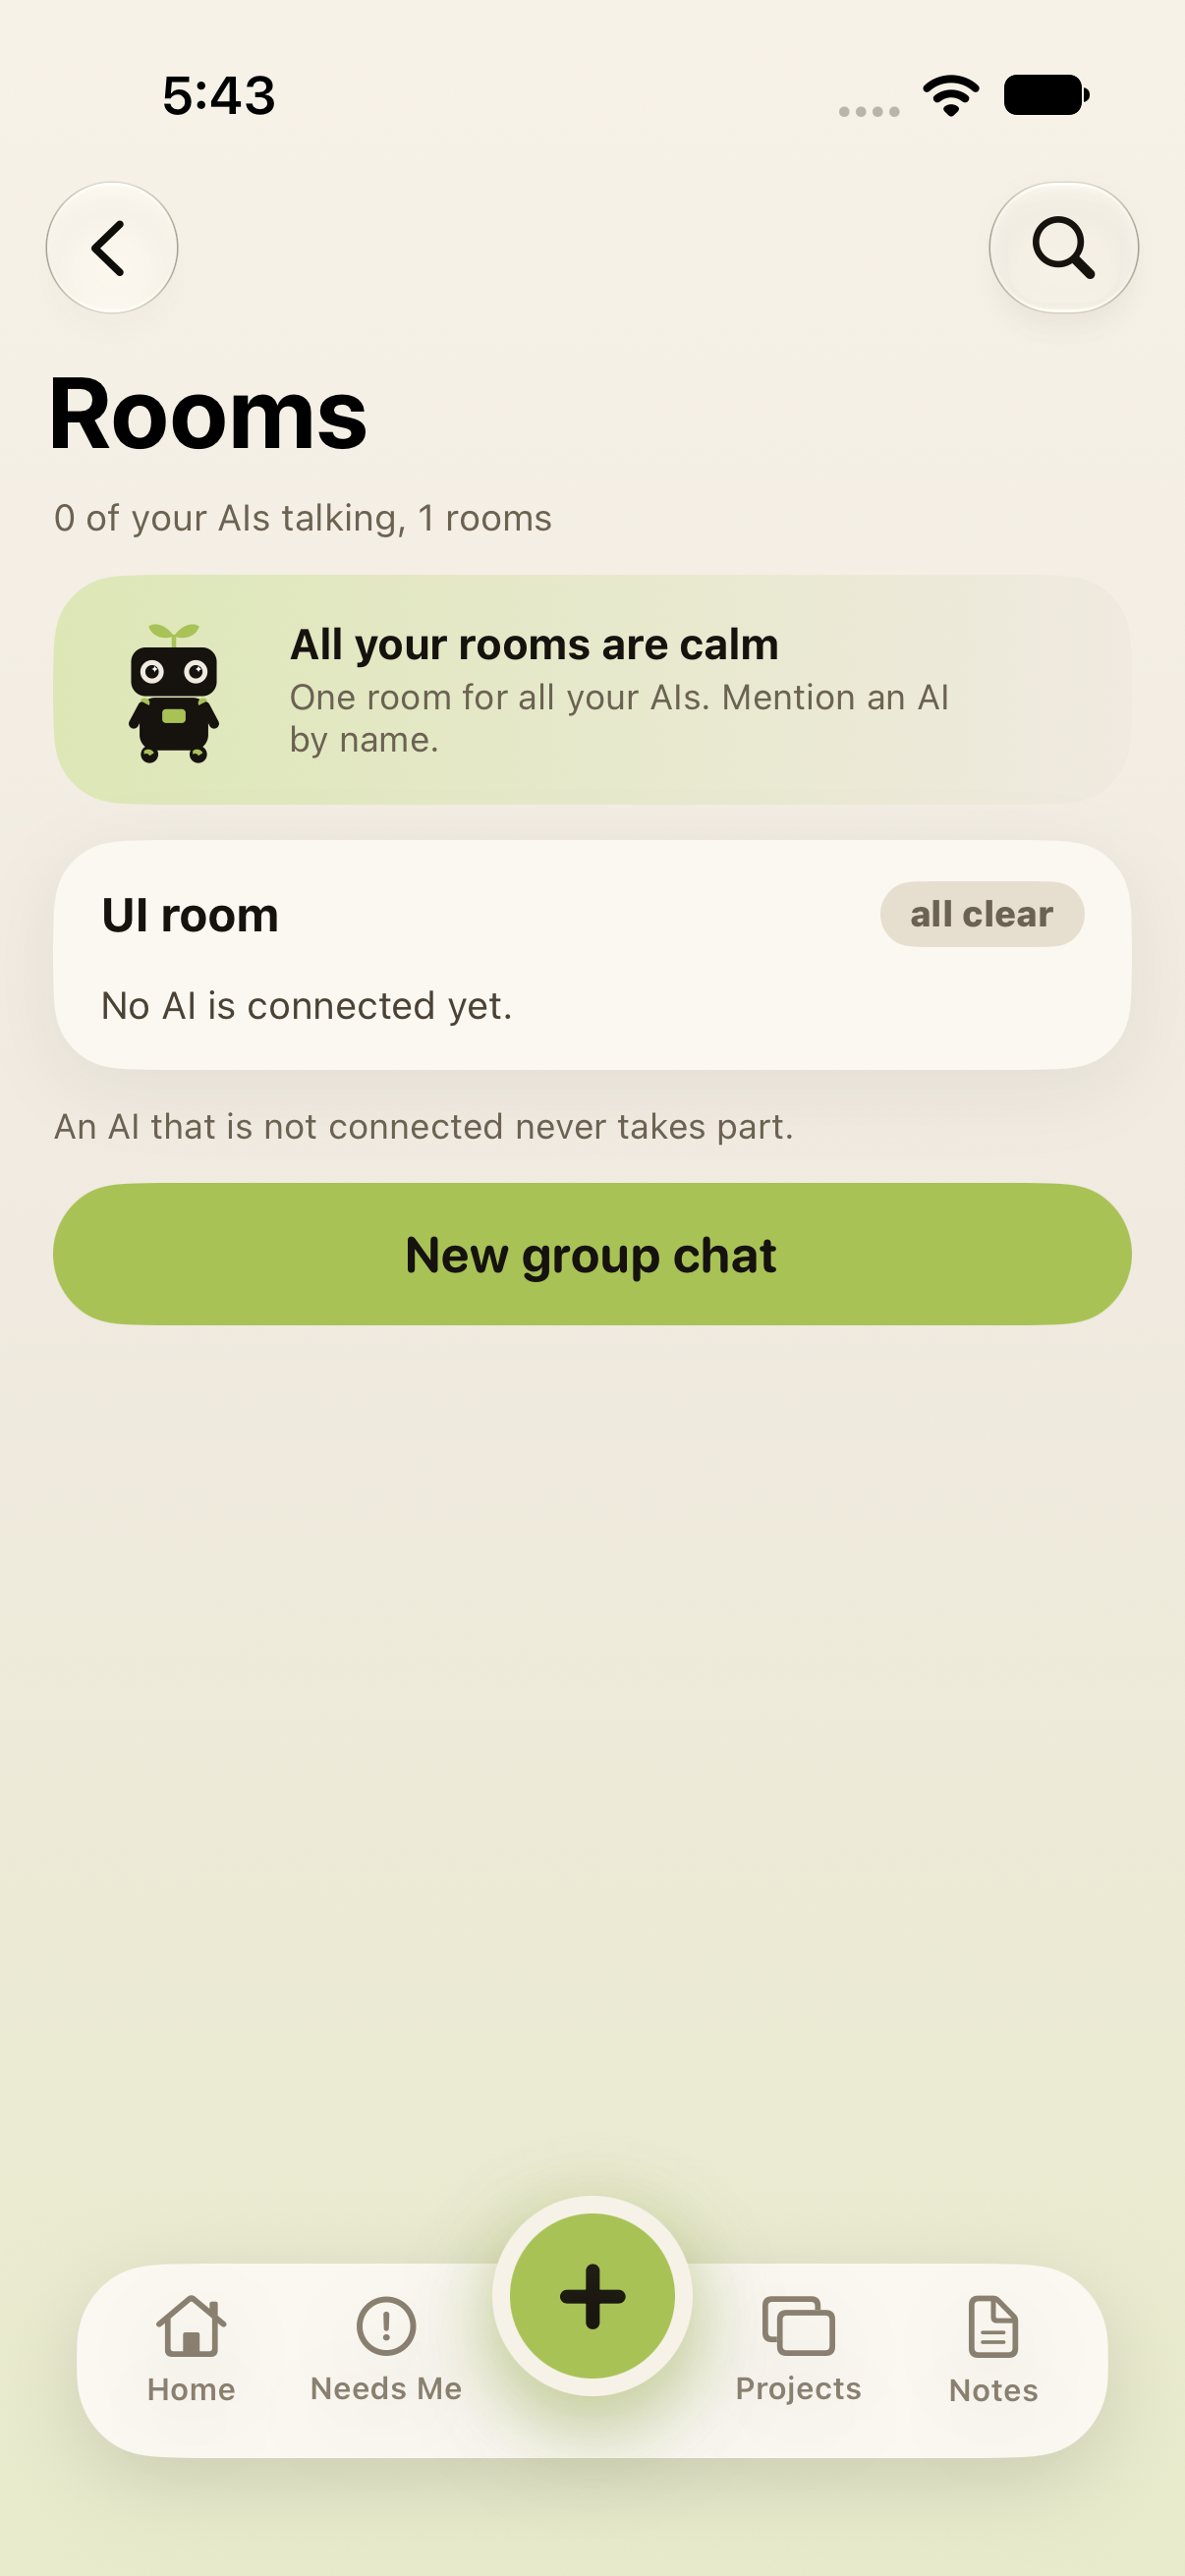 5:43
Rooms
0 of your AIs talking, 1 rooms
All your rooms are calm
One room for all your AIs. Mention an AI
by name.
UI room
all clear
No AI is connected yet.
An AI that is not connected never takes part.
New group chat
Home
Needs Me
Projects
Notes